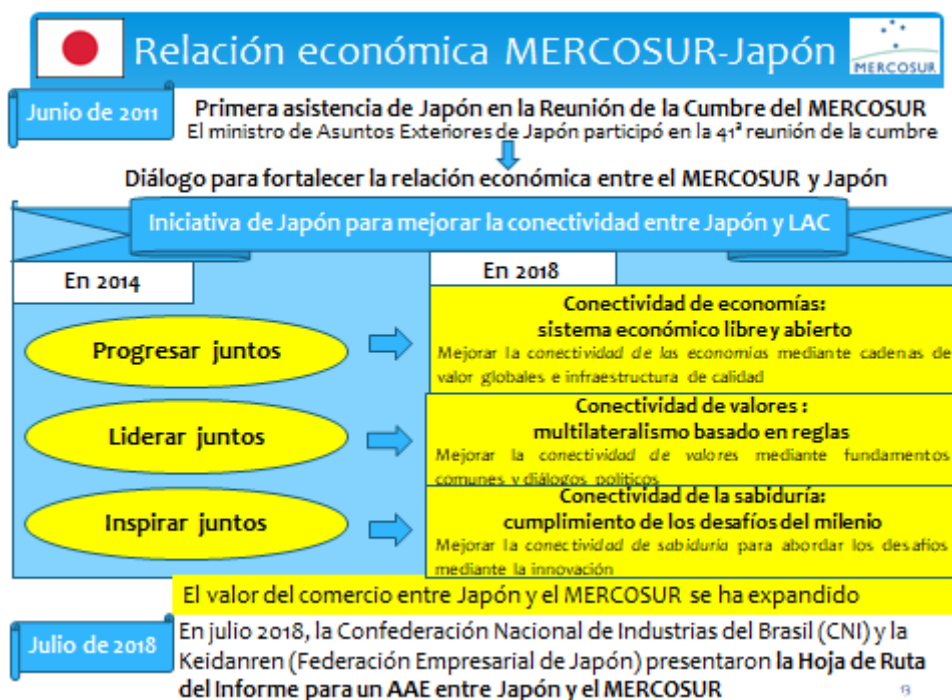 Relación económica MERCOSUR-Japón
MERCOSUR
Junio de 2011
Primera asistencia de Japón en la Reunión de la Cumbre del MERCOSUR
El ministro de Asuntos Exteriores de Japón participó en la 41ª reunión de la cumbre
Diálogo para fortalecer la relación económica entre el MERCOSUR y Japón
Iniciativa de Japón para mejorar la conectividad entre Japón y LAC
En 2014
En 2018
Progresar juntos
Conectividad de economías:
sistema económico libre y abierto
Mejorar la conectividad de las economías mediante cadenas de
valor globales e infraestructura de calidad
Liderar juntos
Conectividad de valores :
multilateralismo basado en reglas
Mejorar la conectividad de valores mediante fundamentos
comunes y diálogos políticos
Inspirar juntos
Conectividad de la sabiduría:
cumplimiento de los desafíos del milenio
Mejorar la conectividad de sabiduría para abordar los desafíos
mediante la innovación
El valor del comercio entre Japón y el MERCOSUR se ha expandido
Julio de 2018
En julio 2018, la Confederación Nacional de Industrias del Brasil (CNI) y la
Keidanren (Federación Empresarial de Japón) presentaron la Hoja de Ruta
del Informe para un AAE entre Japón y el MERCOSUR
13